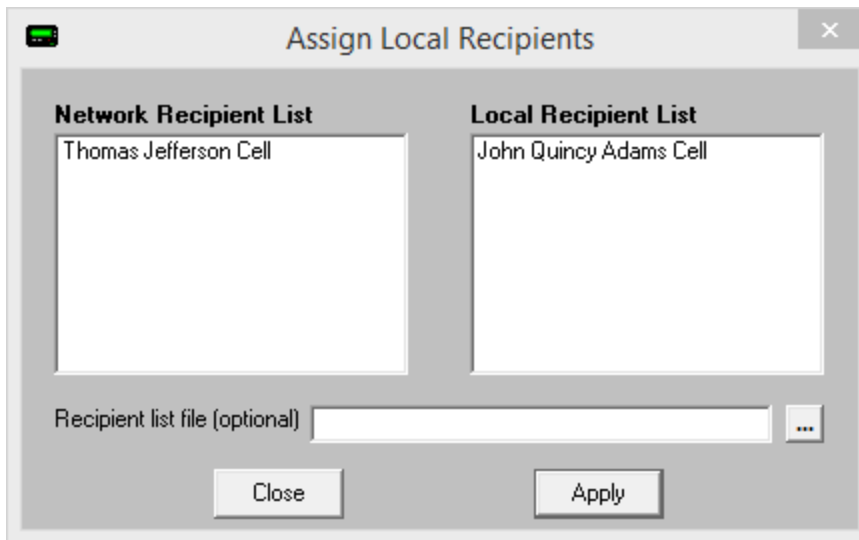 Assign Local Recipients
Network Recipient List
Local Recipient List
Thomas Jefferson Cell
John Quincy Adams Cell
Recipient list file (optional)
...
Close
Apply